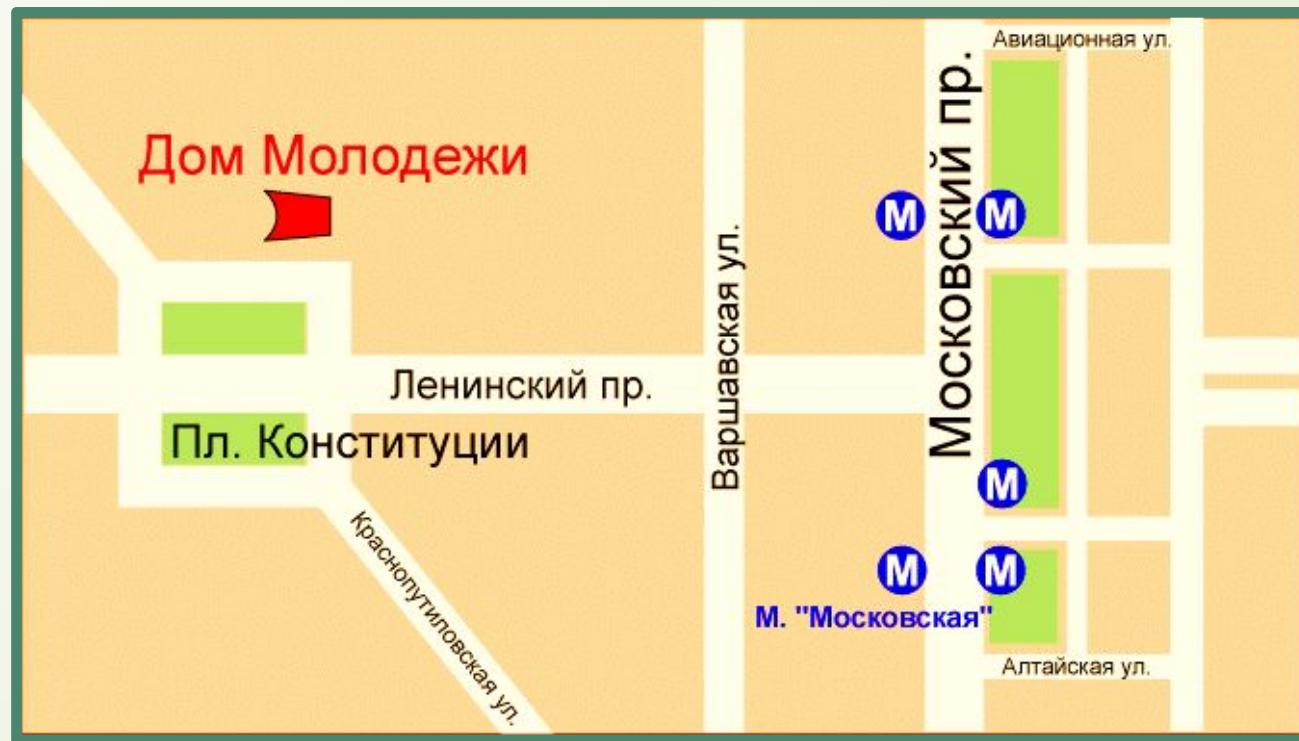 Авиационная ул.
Московский пр.
Дом Молодежи
М
М
Варшавская ул.
Ленинский пр.
Пл. Конституции
М
Краснопутиловская ул.
М
М
М. "Московская"
Алтайская ул.